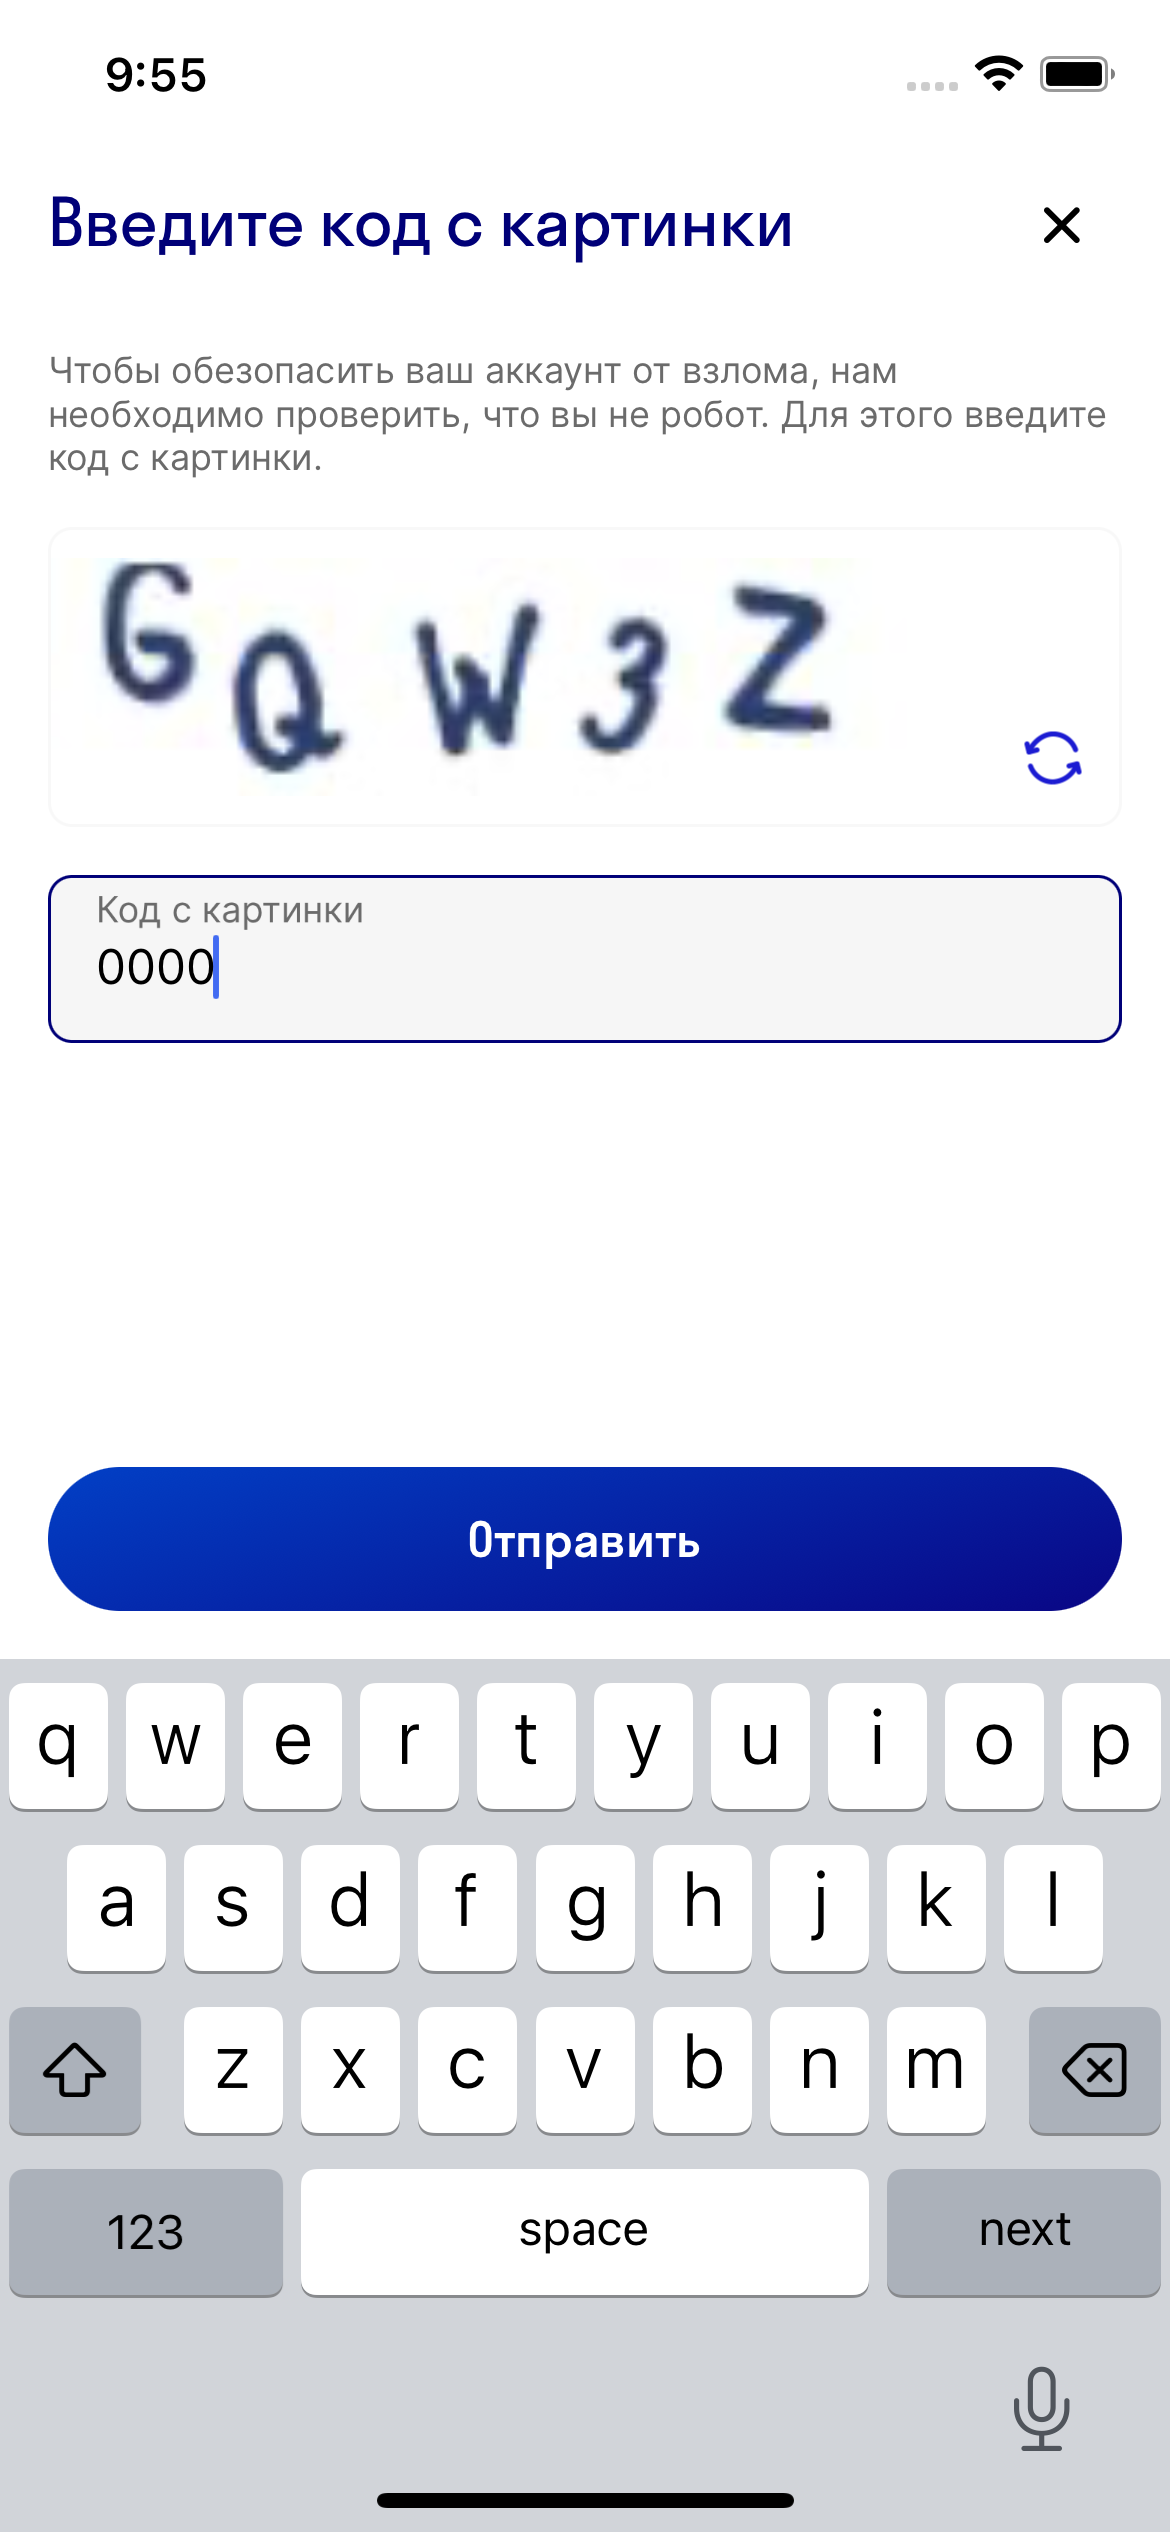 9:55
Введите код с картинки
Чтобы обезопасить ваш аккаунт от взлома, нам
необходимо проверить, что вы не робот. Для этого введите
код с картинки.
GQW3Z
Код с картинки
0000
Отправить
q w e r t y u i o p
a s d f g h j k l
z x c v b n m
123 space next